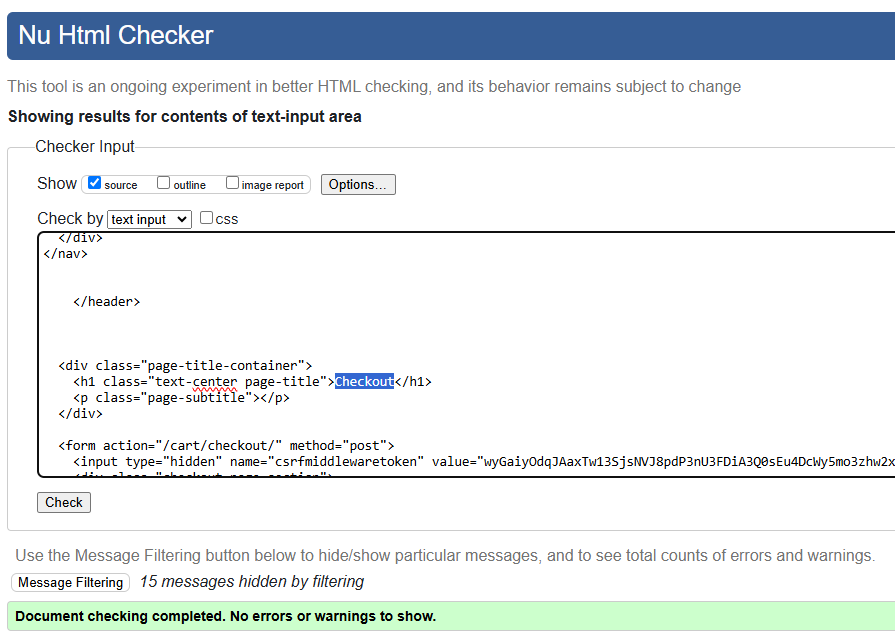 Nu Html Checker
This tool is an ongoing experiment in better HTML checking, and its behavior remains subject to change
Showing results for contents of text-input area
Checker Input
Show source outline image report Options...
Check by text input css
</div>
</nav>
</header>
<div class="page-title-container">
<h1 class="text-center page-title">Checkout</h1>
<p class="page-subtitle"></p>
</div>
<form action="/cart/checkout/" method="post">
<input type="hidden" name="csrfmiddlewaretoken" value="wyGaiyOdqJAaxTw13SjsNVJ8pdP3nU3FDiA3Q0sEu4DcWy5mo3zhw2x
Check
Use the Message Filtering button below to hide/show particular messages, and to see total counts of errors and warnings.
Message Filtering 15 messages hidden by filtering
Document checking completed. No errors or warnings to show.